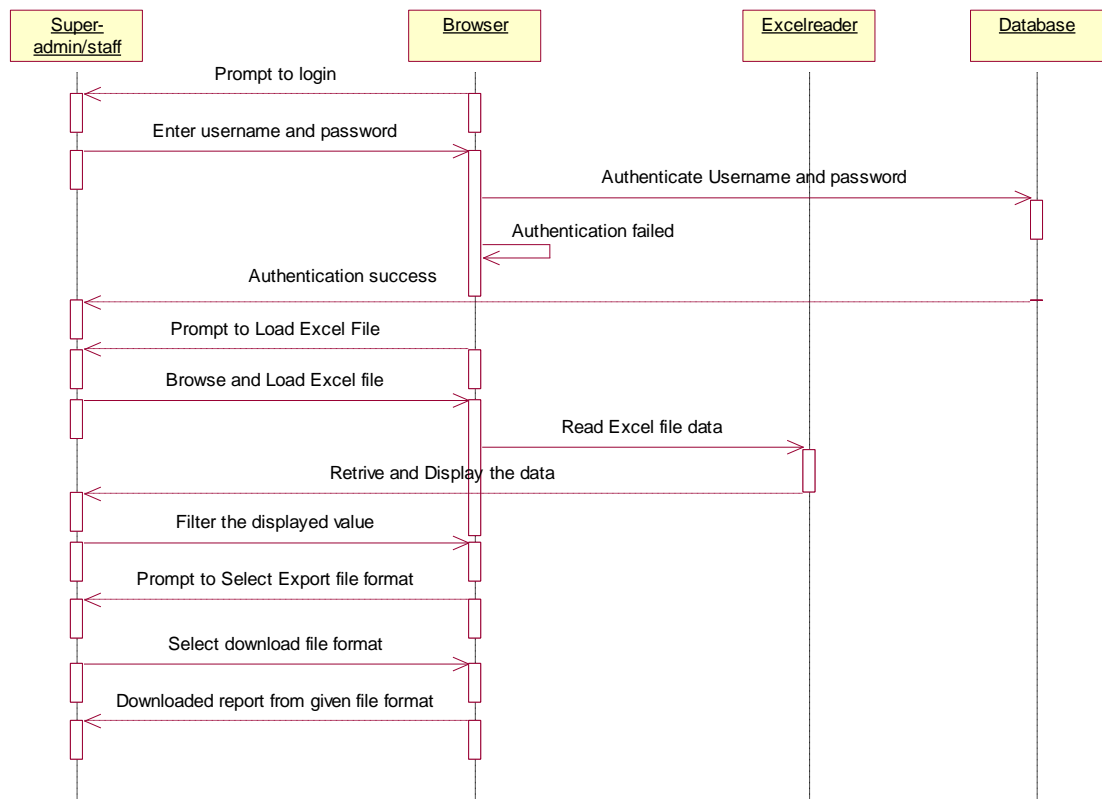 Super-
admin/staff
Browser
Excelreader
Database
Prompt to login
Enter username and password
Authenticate Username and password
Authentication failed
Authentication success
Prompt to Load Excel File
Browse and Load Excel file
Read Excel file data
Retrive and Display the data
Filter the displayed value
Prompt to Select Export file format
Select download file format
Downloaded report from given file format